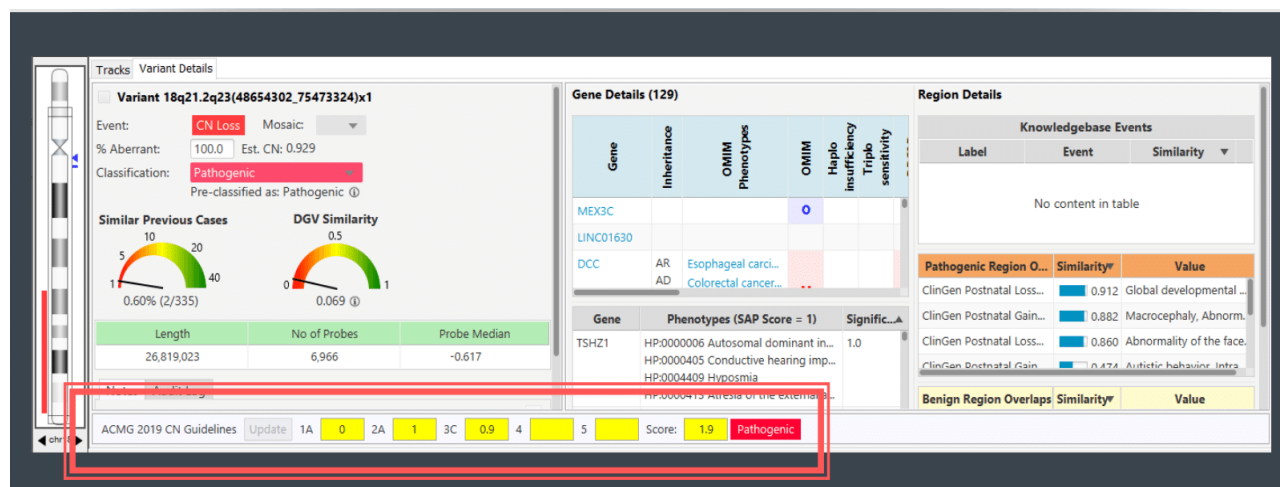 Tracks Variant Details
Variant 18q21.2q23(48654302_75473324)x1
Event: CN Loss Mosaic:
% Aberrant: 100.0 Est. CN: 0.929
Classification: Pathogenic
Pre-classified as: Pathogenic
Similar Previous Cases DGV Similarity
1 5 10 20 40
0 0.5 1
0.60% (2/335) 0.069
Length No of Probes Probe Median
26,819,023 6,966 -0.617
Gene Details (129)
Gene Inheritance OMIM Phenotypes OMIM Haplo insufficiency Triplo sensitivity
MEX3C O
LINC01630
DCC AR Esophageal carci...
AD Colorectal cancer...
Gene Phenotypes (SAP Score = 1) Signific...
TSHZ1 HP:0000006 Autosomal dominant in... 1.0
HP:0000405 Conductive hearing imp...
HP:0004409 Hyposmia
Region Details
Knowledgebase Events
Label Event Similarity
No content in table
Pathogenic Region O... Similarity Value
ClinGen Postnatal Loss... 0.912 Global developmental ...
ClinGen Postnatal Gain... 0.882 Macrocephaly, Abnorm.
ClinGen Postnatal Loss... 0.860 Abnormality of the face.
ClinGen Postnatal Gain... 0.474 Autistic behavior, Intra
Benign Region Overlaps Similarity Value
ACMG 2019 CN Guidelines Update 1A 0 2A 1 3C 0.9 4 5 Score: 1.9 Pathogenic